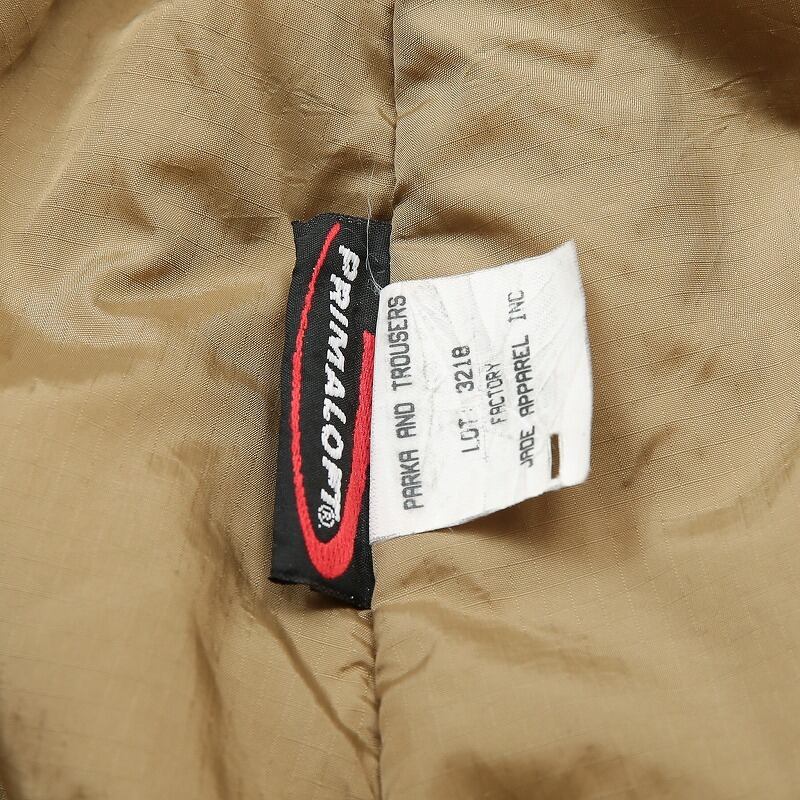 PRIMALOFT®
PARKA AND TROUSERS
LOT: 3218
FACTORY
JADE APPAREL INC